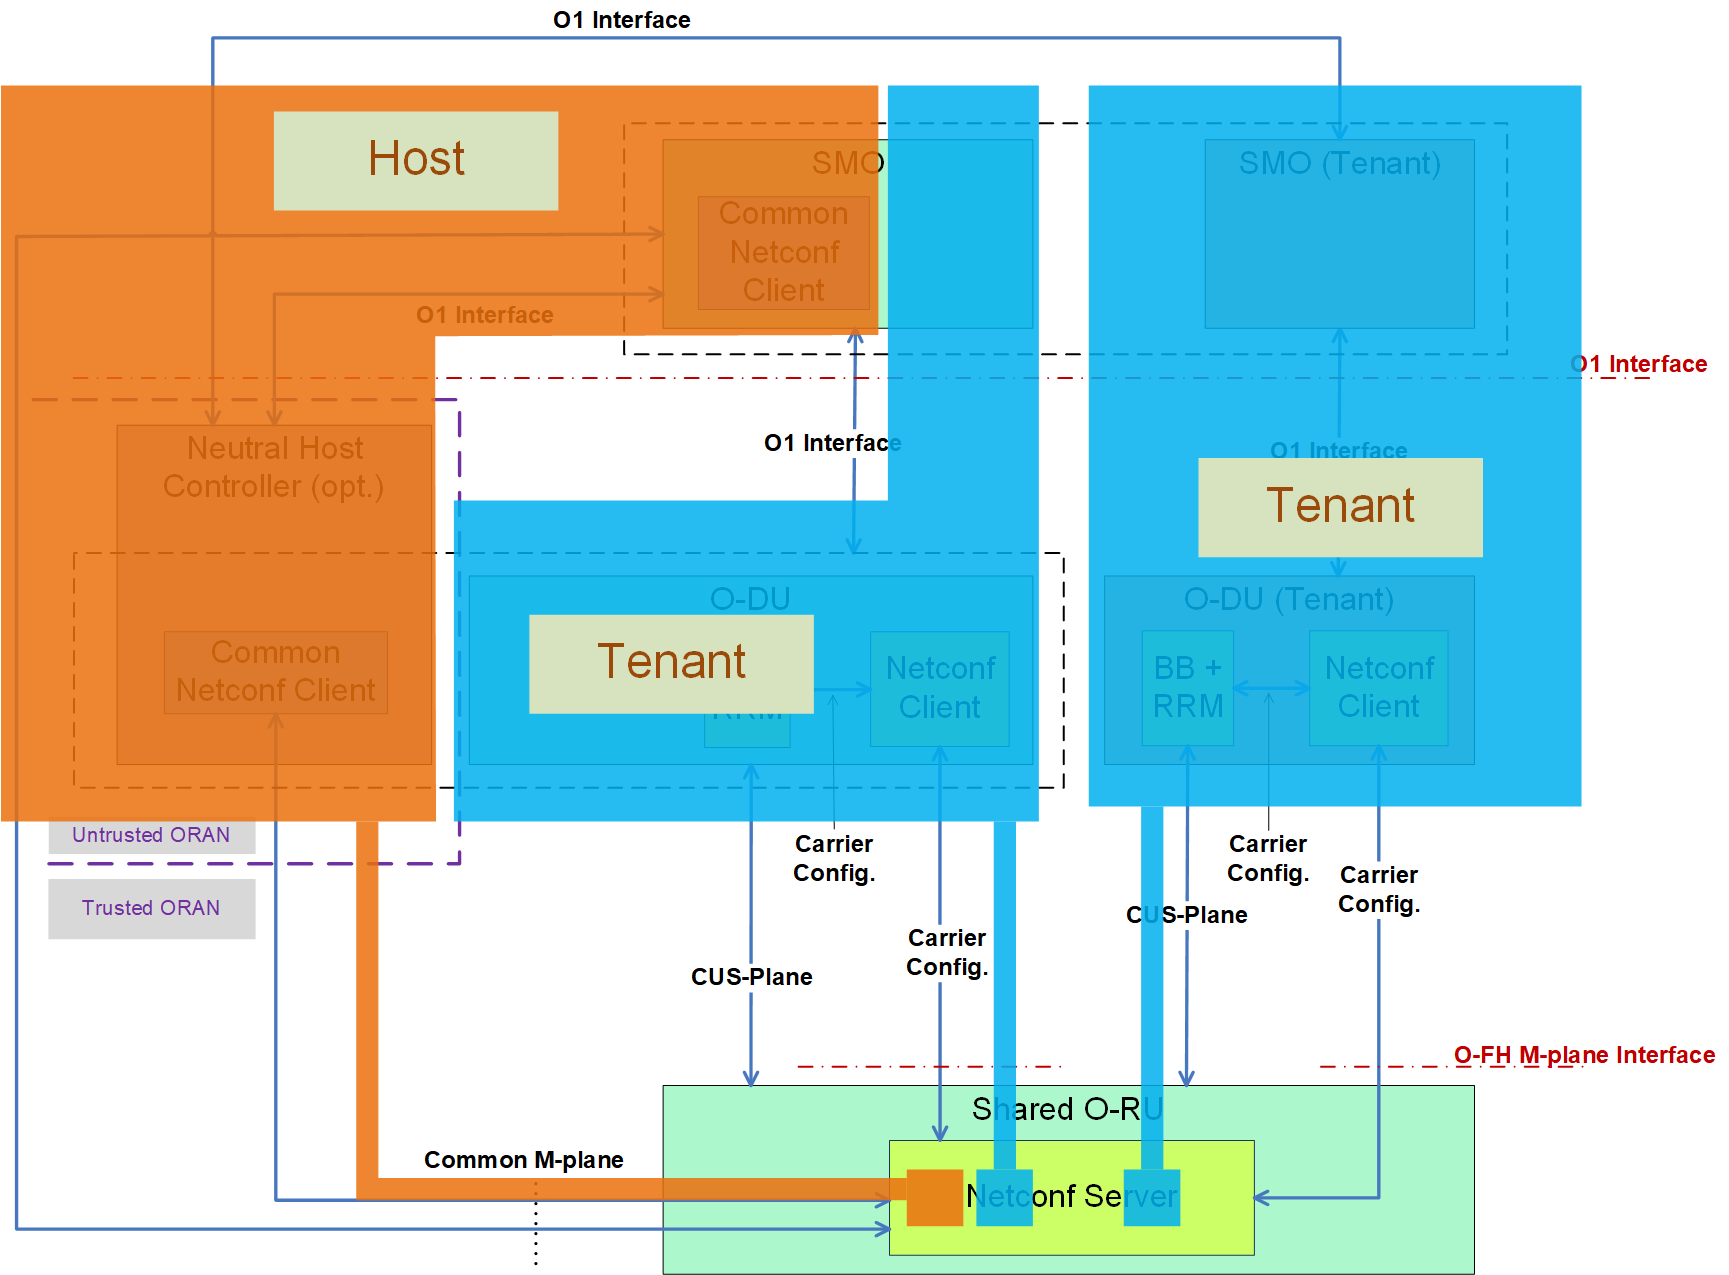 O1 Interface
Host
SMO
SMO (Tenant)
Common
Netconf
Client
O1 Interface
O1 Interface
O1 Interface
O1 Interface
Neutral Host
Controller (opt.)
Tenant
O-DU
O-DU (Tenant)
Common
Netconf Client
Tenant
RRM
Netconf
Client
BB +
RRM
Netconf
Client
Untrusted ORAN
Trusted ORAN
Carrier
Config.
Carrier
Config.
Carrier
Config.
CUS-Plane
Carrier
Config.
CUS-Plane
O-FH M-plane Interface
Shared O-RU
Common M-plane
Netconf Server